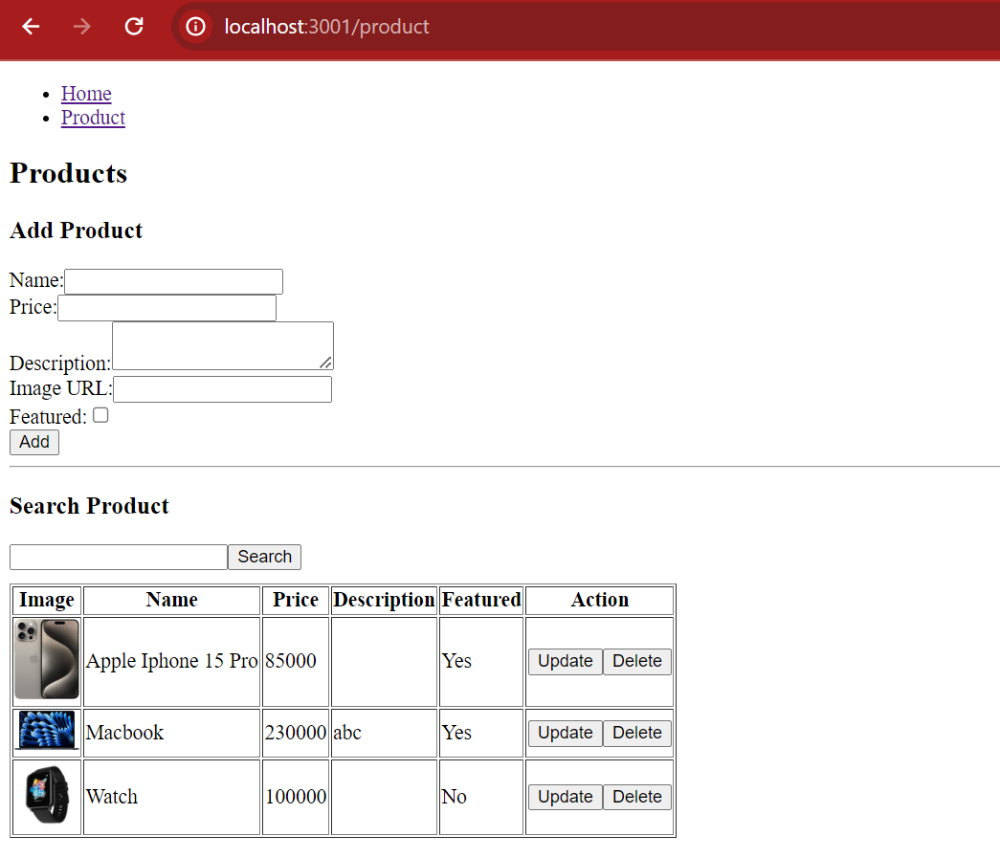 localhost:3001/product
Home
Product
Products
Add Product
Name:
Price:
Description:
Image URL:
Featured:
Add
Search Product
Search
Image Name Price Description Featured Action
Apple Iphone 15 Pro 85000 Yes Update Delete
Macbook 230000 abc Yes Update Delete
Watch 100000 No Update Delete